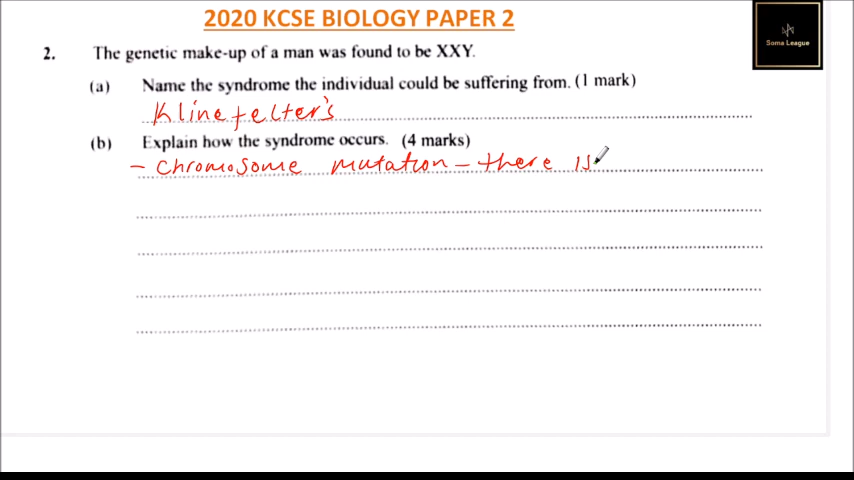 2020 KCSE BIOLOGY PAPER 2
Soma League
2. The genetic make-up of a man was found to be XXY.
(a) Name the syndrome the individual could be suffering from. (1 mark)
Klinefelter's
(b) Explain how the syndrome occurs. (4 marks)
- Chromosome mutation - there is